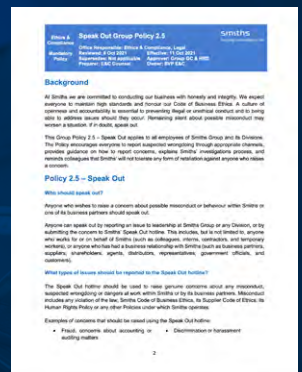 Ethics &
Compliance
Mandatory
Policy
Speak Out Group Policy 2.5
Office Responsible: Ethics & Compliance, Legal
Reviewed: 8 Oct 2021 Effective: 11 Oct 2021
Supersession: Not applicable Approval: Group GC & HRD
Preparer: E&C Counsel Owner: SVP E&C
smiths
Background
At Smiths we are committed to conducting our business with honesty and integrity. We expect
everyone to maintain high standards and honour our Code of Business Ethics. A culture of
openness and accountability is essential to preventing illegal or unethical conduct and to being
able to address issues should they occur. Remaining silent about possible misconduct may
worsen a situation. If in doubt, speak out.
This Group Policy 2.5 – Speak Out applies to all employees of Smiths Group and its Divisions.
The Policy encourages everyone to report suspected wrongdoing through appropriate channels,
provides guidance on how to report concerns, explains Smiths' investigations process, and
reminds colleagues that Smiths' will not tolerate any form of retaliation against anyone who raises
a concern.
Policy 2.5 – Speak Out
Who should speak out?
Anyone who wishes to raise a concern about possible misconduct or behaviour within Smiths or
one of its business partners should speak out.
Anyone can speak out by reporting an issue to leadership at Smiths Group or any Division, or by
submitting the concern to Smiths' Speak Out hotline. This includes, but is not limited to, anyone
who works for or on behalf of Smiths (such as colleagues, interns, contractors, and temporary
workers), or anyone who/has had a business relationship with Smiths (such as business partners,
suppliers, shareholders, agents, distributors, representatives, government officials, and
customers).
What types of issues should be reported to the Speak Out hotline?
The Speak Out hotline should be used to raise genuine concerns about any misconduct,
suspected wrongdoing or dangers at work within Smiths or by its business partners. Misconduct
includes any violation of the law, Smiths Code of Business Ethics, its Supplier Code of Ethics, its
Human Rights Policy or any other Policies under which Smiths operates.
Examples of concerns that should be raised using the Speak Out hotline:
• Fraud, concerns about accounting or
auditing matters
• Discrimination or harassment
2